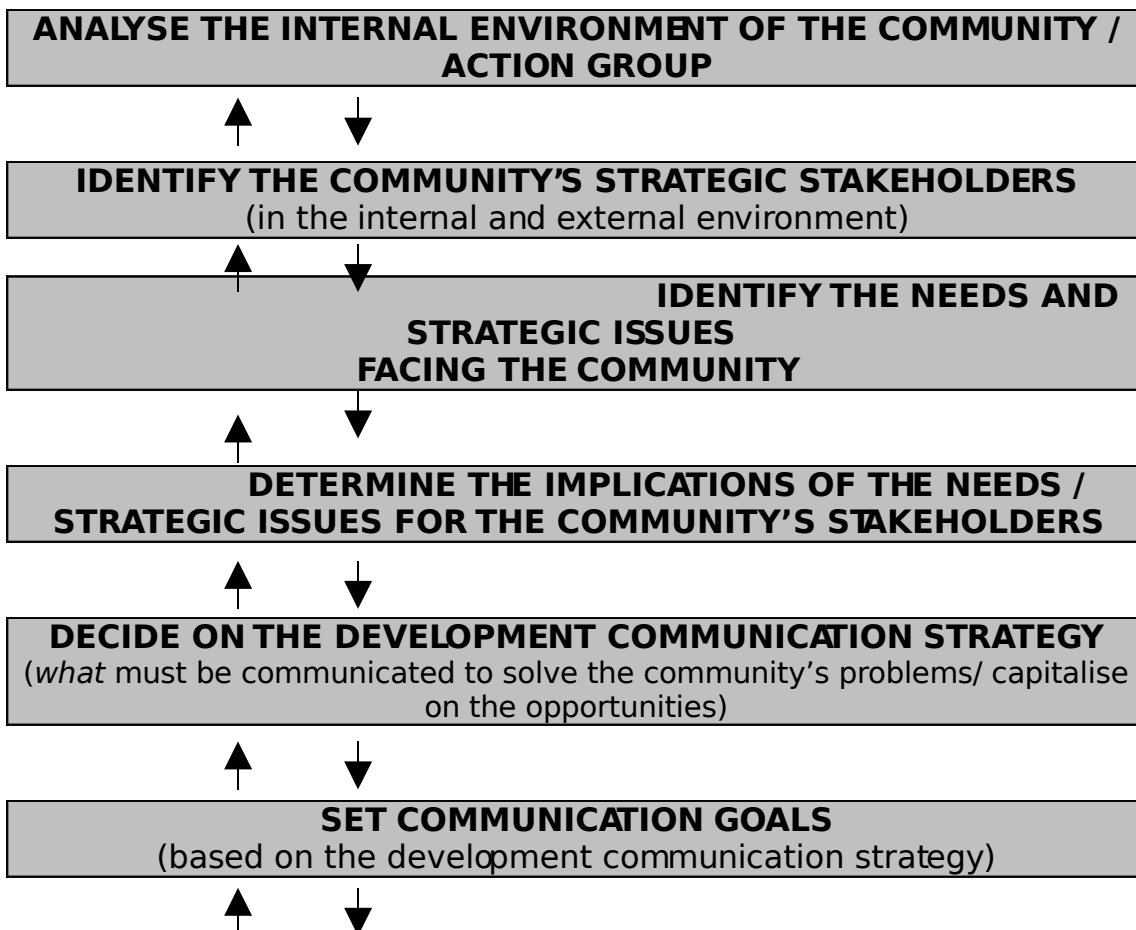 ANALYSE THE INTERNAL ENVIRONMENT OF THE COMMUNITY /
ACTION GROUP
IDENTIFY THE COMMUNITY’S STRATEGIC STAKEHOLDERS
(in the internal and external environment)
IDENTIFY THE NEEDS AND
STRATEGIC ISSUES
FACING THE COMMUNITY
DETERMINE THE IMPLICATIONS OF THE NEEDS /
STRATEGIC ISSUES FOR THE COMMUNITY’S STAKEHOLDERS
DECIDE ON THE DEVELOPMENT COMMUNICATION STRATEGY
(what must be communicated to solve the community’s problems/ capitalise
on the opportunities)
SET COMMUNICATION GOALS
(based on the development communication strategy)